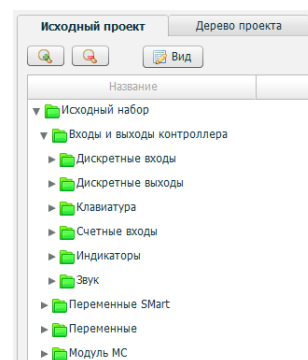 Исходный проект Дерево проекта
Вид
Название
Исходный набор
Входы и выходы контроллера
Дискретные входы
Дискретные выходы
Клавиатура
Счетные входы
Индикаторы
Звук
Переменные SMart
Переменные
Модуль МС